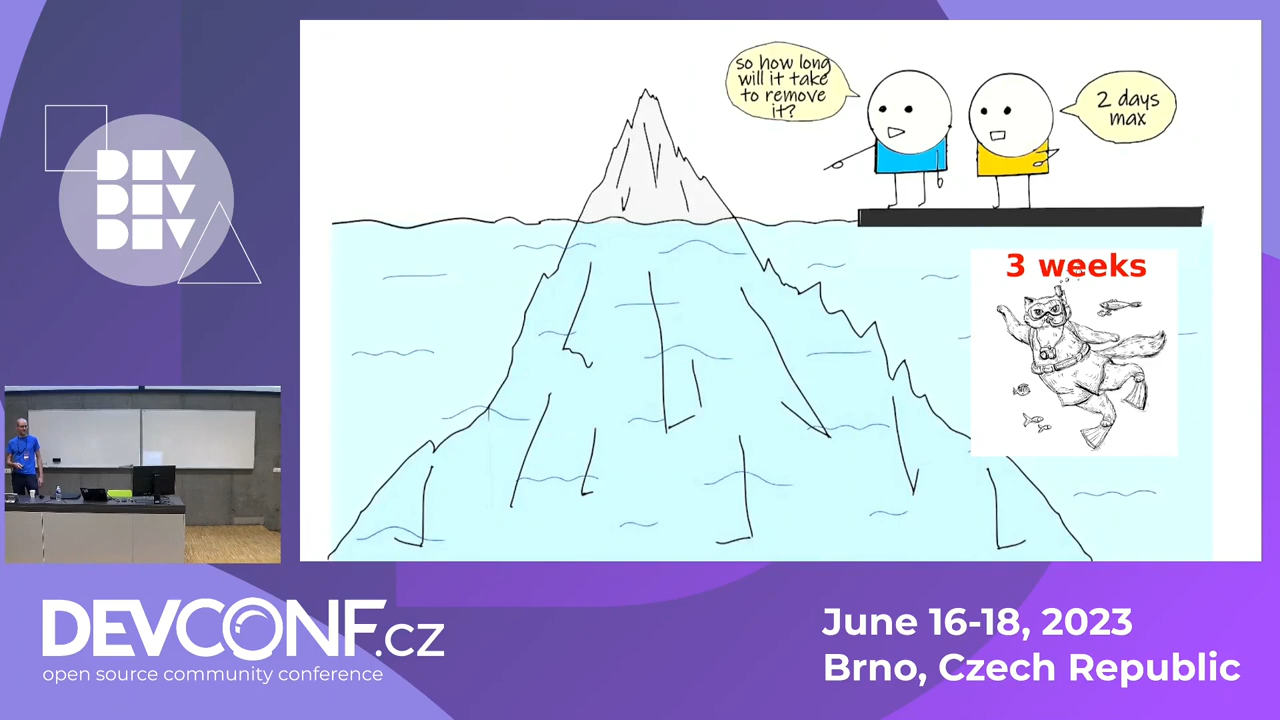 so how long
will it take
to remove
it?
2 days
max
DEV
DEV
DEV
3 weeks
DEVCONF.cz
open source community conference
June 16-18, 2023
Brno, Czech Republic